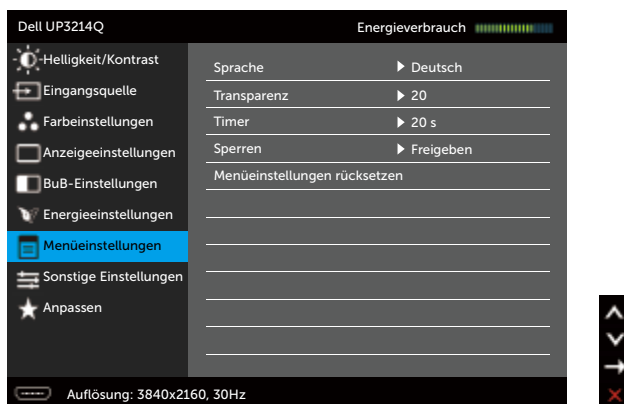 Dell UP3214Q Energieverbrauch
Helligkeit/Kontrast
Eingangsquelle
Farbeinstellungen
Anzeigeeinstellungen
BuB-Einstellungen
Energieeinstellungen
Menüeinstellungen
Sonstige Einstellungen
Anpassen
Sprache Deutsch
Transparenz 20
Timer 20 s
Sperren Freigeben
Menüeinstellungen rücksetzen
Auflösung: 3840x2160, 30Hz